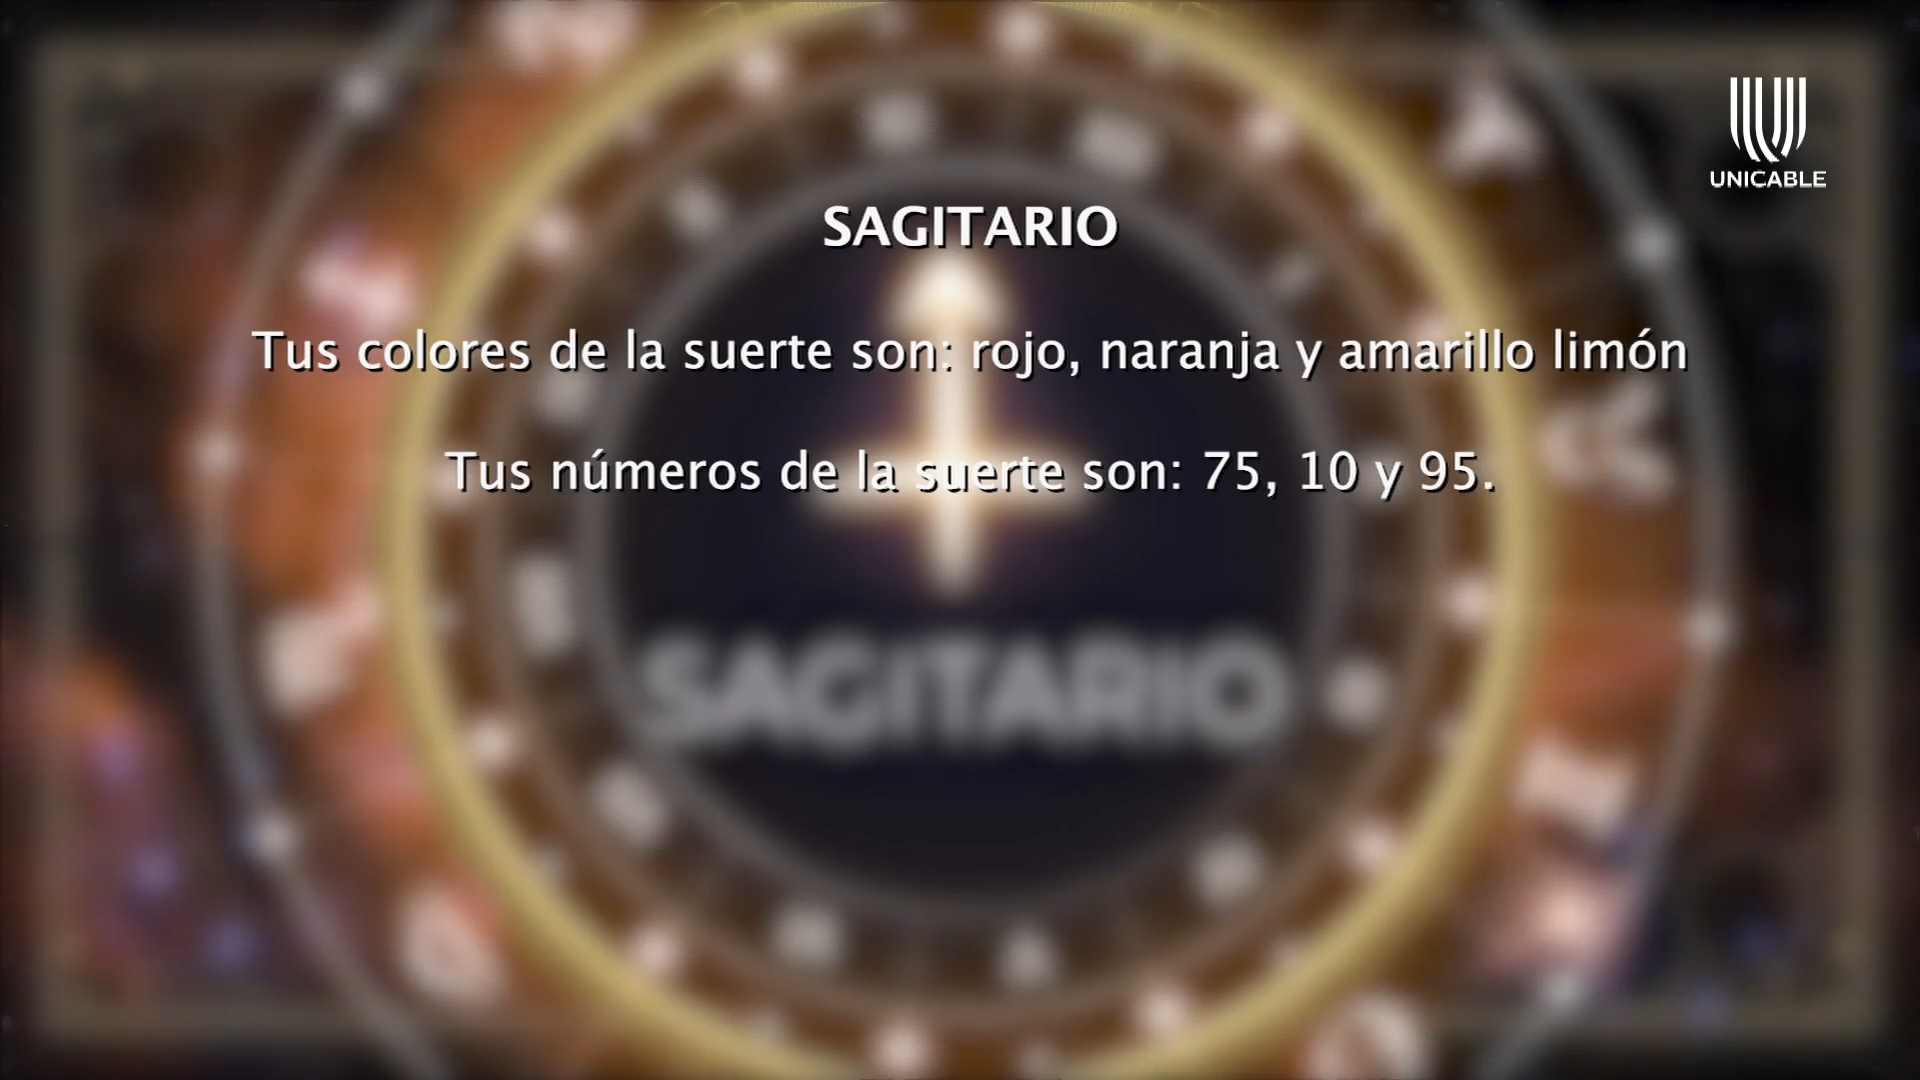 UNICABLE
SAGITARIO
Tus colores de la suerte son: rojo, naranja y amarillo limón
Tus números de la suerte son: 75, 10 y 95.
SAGITARIO